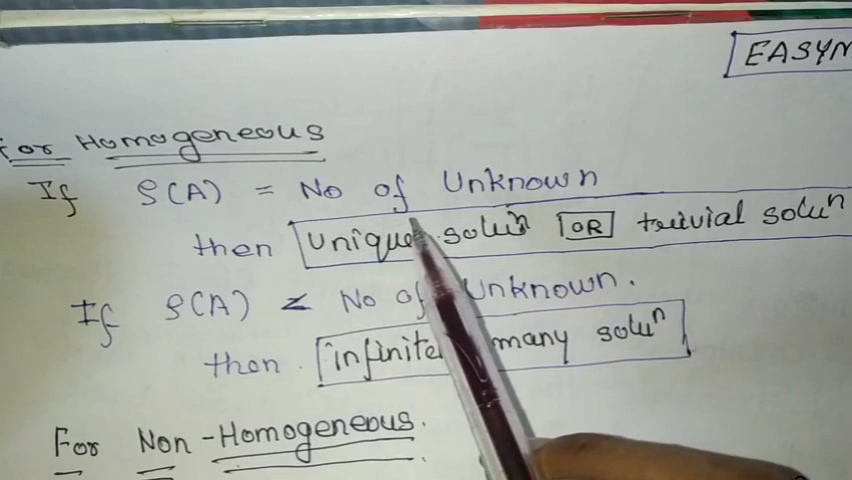 EASYM
For Homogeneous
If ρ(A) = No of Unknown
then unique soluⁿ OR trivial soluⁿ
If ρ(A) < No of Unknown.
then. infinite many soluⁿ
For Non-Homogeneous.